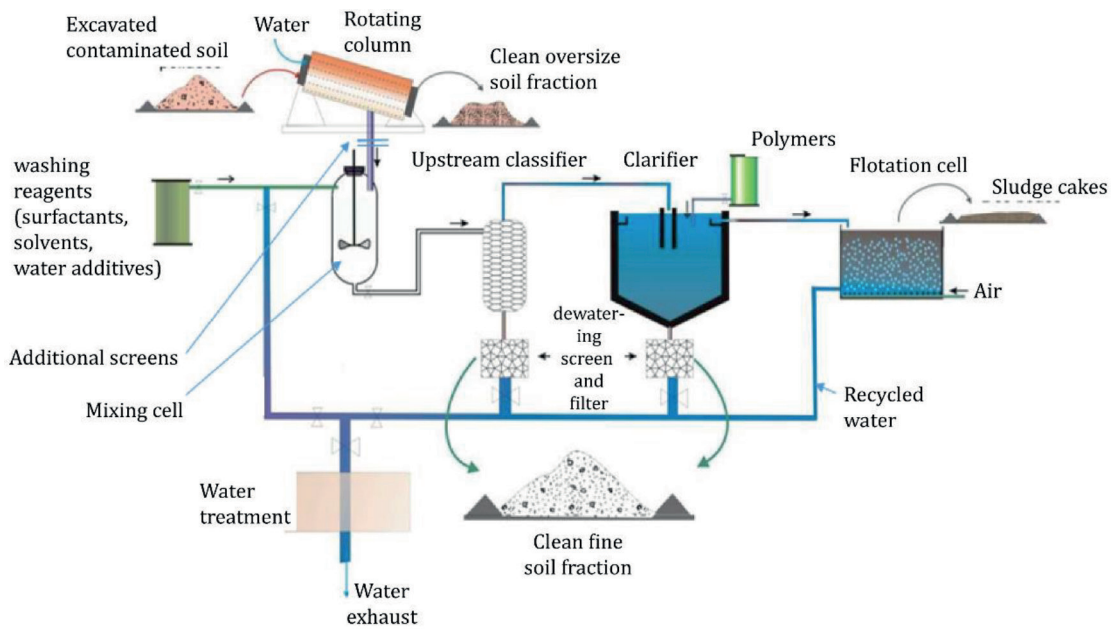 Excavated
contaminated soil
Water
Rotating
column
Clean oversize
soil fraction
washing
reagents
(surfactants,
solvents,
water additives)
Upstream classifier
Clarifier
Polymers
Flotation cell
Sludge cakes
Air
Additional screens
Mixing cell
dewater-
ing
screen
and
filter
Recycled
water
Water
treatment
Clean fine
soil fraction
Water
exhaust